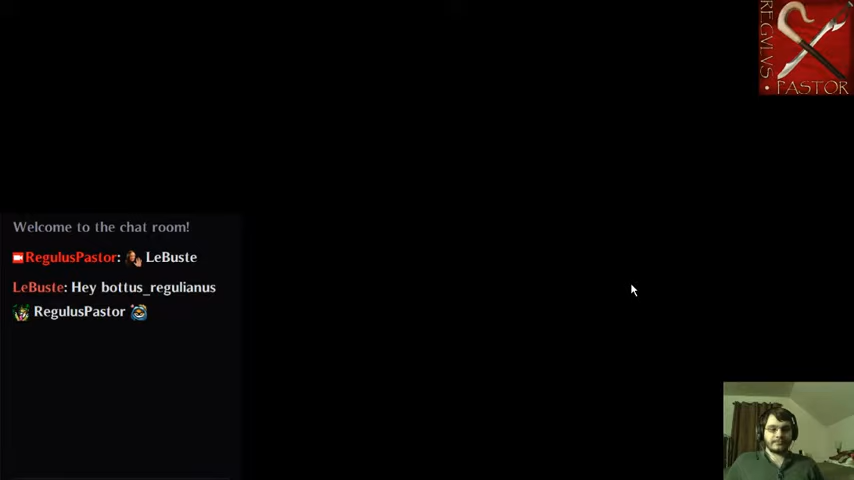 REGVLVS
• PASTOR
Welcome to the chat room!
RegulusPastor: LeBuste
LeBuste: Hey bottus_regulianus
RegulusPastor